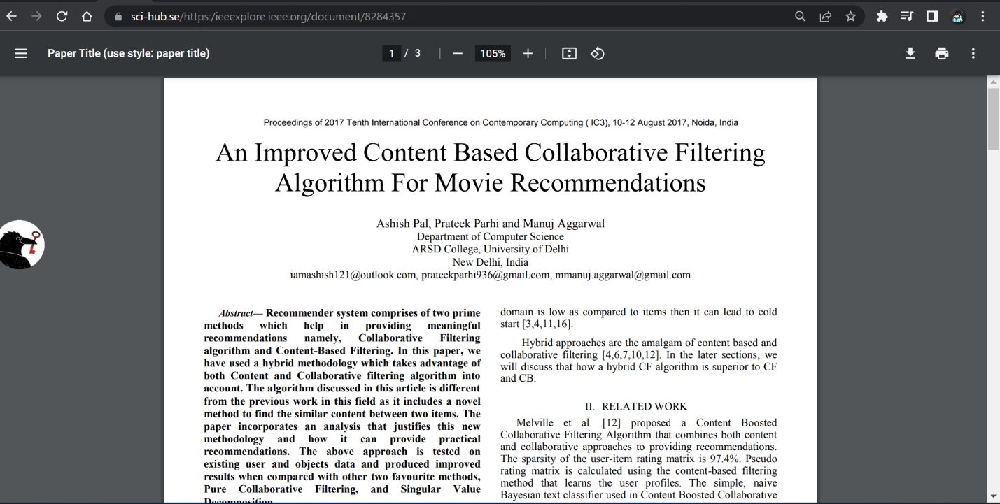 sci-hub.se/https:/ieeexplore.ieee.org/document/8284357
Paper Title (use style: paper title)
1 / 3
105%
Proceedings of 2017 Tenth International Conference on Contemporary Computing ( IC3), 10-12 August 2017, Noida, India
An Improved Content Based Collaborative Filtering
Algorithm For Movie Recommendations
Ashish Pal, Prateek Parhi and Manuj Aggarwal
Department of Computer Science
ARSD College, University of Delhi
New Delhi, India
iamashish121@outlook.com, prateekparhi936@gmail.com, mmanuj.aggarwal@gmail.com
Abstract— Recommender system comprises of two prime
methods which help in providing meaningful
recommendations namely, Collaborative Filtering
algorithm and Content-Based Filtering. In this paper, we
have used a hybrid methodology which takes advantage of
both Content and Collaborative filtering algorithm into
account. The algorithm discussed in this article is different
from the previous work in this field as it includes a novel
method to find the similar content between two items. The
paper incorporates an analysis that justifies this new
methodology and how it can provide practical
recommendations. The above approach is tested on
existing user and objects data and produced improved
results when compared with other two favourite methods,
Pure Collaborative Filtering, and Singular Value
Decomposition
domain is low as compared to items then it can lead to cold
start [3,4,11,16].
Hybrid approaches are the amalgam of content based and
collaborative filtering [4,6,7,10,12]. In the later sections, we
will discuss that how a hybrid CF algorithm is superior to CF
and CB.
II. RELATED WORK
Melville et al. [12] proposed a Content Boosted
Collaborative Filtering Algorithm that combines both content
and collaborative approaches to providing recommendations.
The sparsity of the user-item rating matrix is 97.4%. Pseudo
rating matrix is calculated using the content-based filtering
method that learns the user profiles. The simple, naive
Bayesian text classifier used in Content Boosted Collaborative